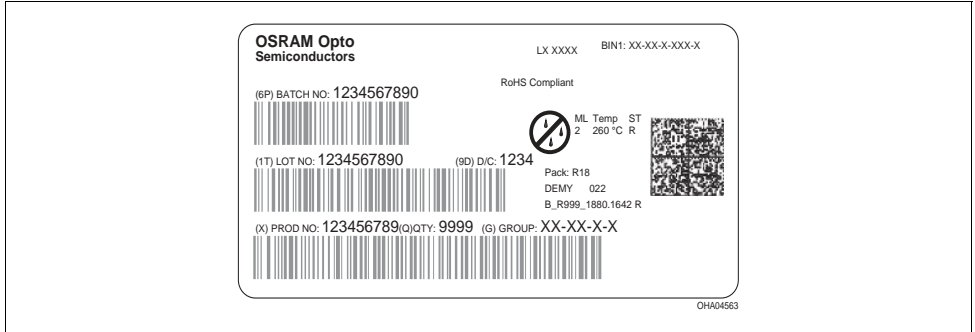 OSRAM Opto
Semiconductors
LX XXXX
BIN1: XX-XX-X-XXX-X
RoHS Compliant
(6P) BATCH NO: 1234567890
ML Temp ST
2 260 °C R
(1T) LOT NO: 1234567890 (9D) D/C: 1234
Pack: R18
DEMY 022
B_R999_1880.1642 R
(X) PROD NO: 123456789(Q)QTY: 9999 (G) GROUP: XX-XX-X-X
OHA04563